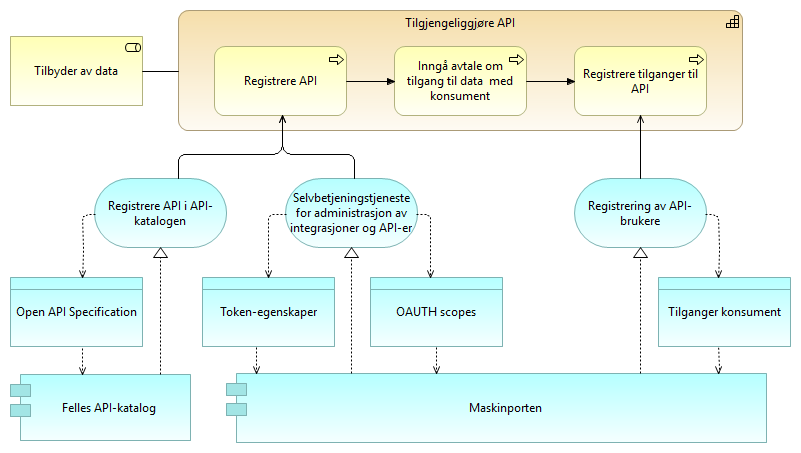 Tilgjengeliggjøre API
Tilbyder av data
Registrere API
Inngå avtale om
tilgang til data  med
konsument
Registrere tilganger til
API
Registrere API i API-
katalogen
Selvbetjeningstjeneste
for administrasjon av
integrasjoner og API-er
Registrering av API-
brukere
Open API Specification
Token-egenskaper
OAUTH scopes
Tilganger konsument
Felles API-katalog
Maskinporten